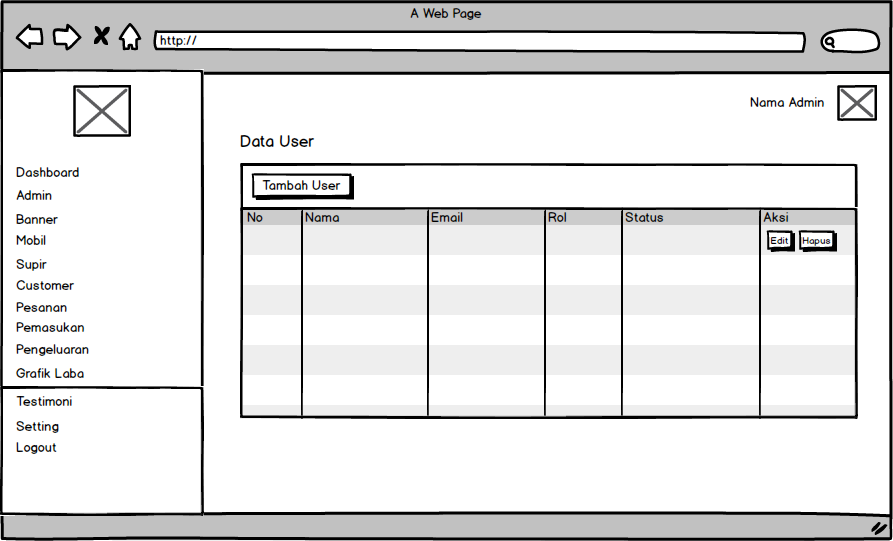 A Web Page
http://
Nama Admin
Data User
Dashboard
Admin
Banner
Mobil
Supir
Customer
Pesanan
Pemasukan
Pengeluaran
Grafik Laba
Testimoni
Setting
Logout
Tambah User
No Nama Email Rol Status Aksi
Edit Hapus